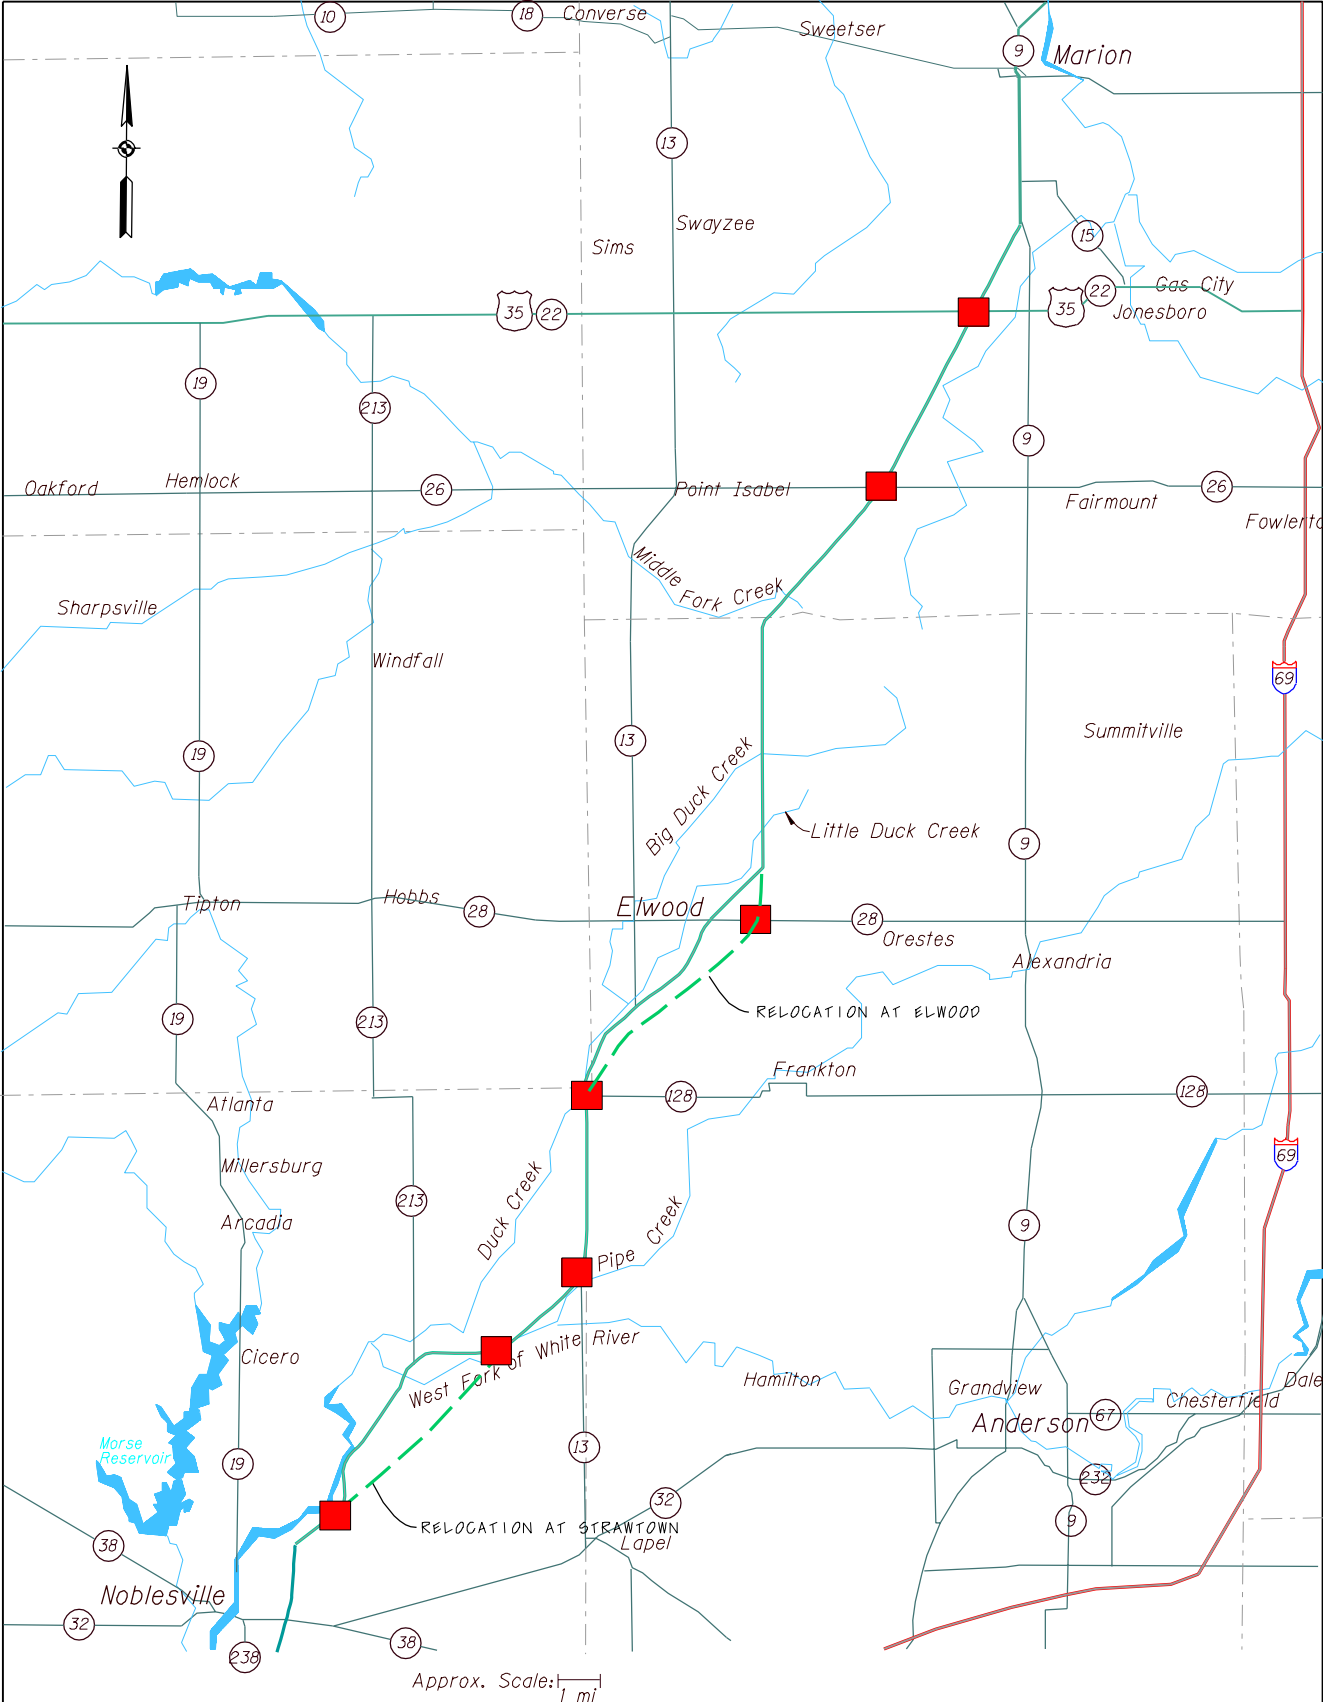 10
18
Converse
Sweetser
9
Marion
13
Swayzee
Sims
15
35
22
35
22
Gas City
Jonesboro
19
213
9
Oakford
Hemlock
26
Point Isabel
Fairmount
26
Middle
Fork Creek
Sharpsville
Windfall
69
19
13
Summitville
Big Duck Creek
Little Duck Creek
9
Tipton
Hobbs
28
Elwood
28
Orestes
Alexandria
19
213
RELOCATION AT ELWOOD
Frankton
128
128
Atlanta
Millersburg
69
Arcadia
213
Duck Creek
Pipe
Creek
9
Cicero
West Fork of White River
Hamilton
Grandview
Chesterfield
Dale
Anderson
67
Morse
Reservoir
19
13
232
32
9
RELOCATION AT STRAWTOWN
Lapel
38
Noblesville
32
38
238
Approx. Scale:
1 mi